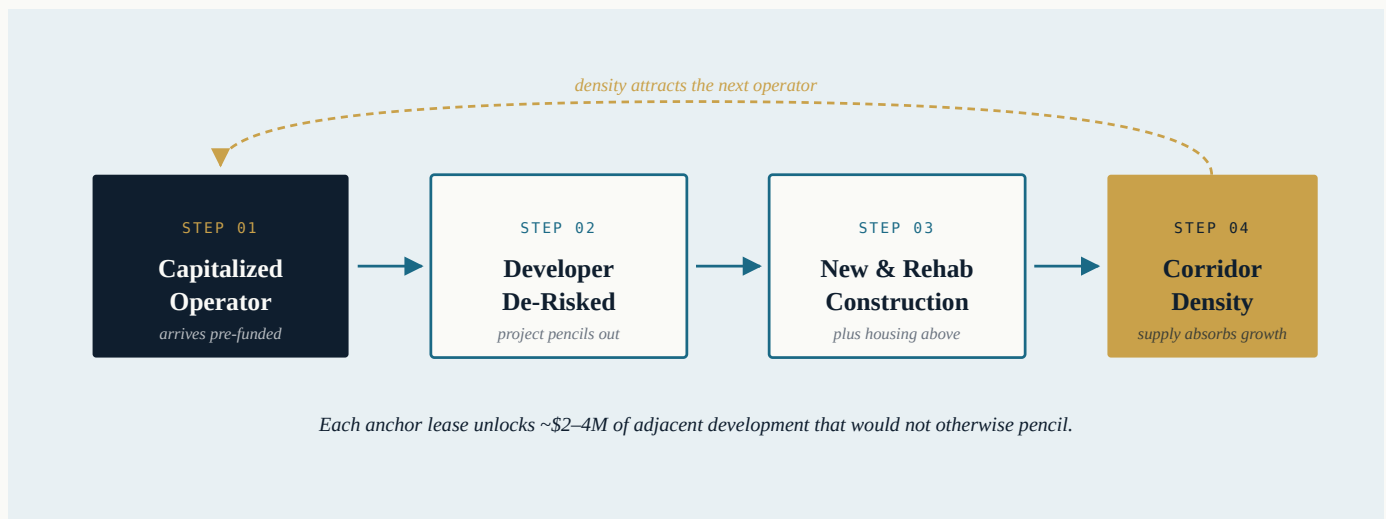 density attracts the next operator
STEP 01
Capitalized
Operator
arrives pre-funded
STEP 02
Developer
De-Risked
project pencils out
STEP 03
New & Rehab
Construction
plus housing above
STEP 04
Corridor
Density
supply absorbs growth
Each anchor lease unlocks ~$2–4M of adjacent development that would not otherwise pencil.